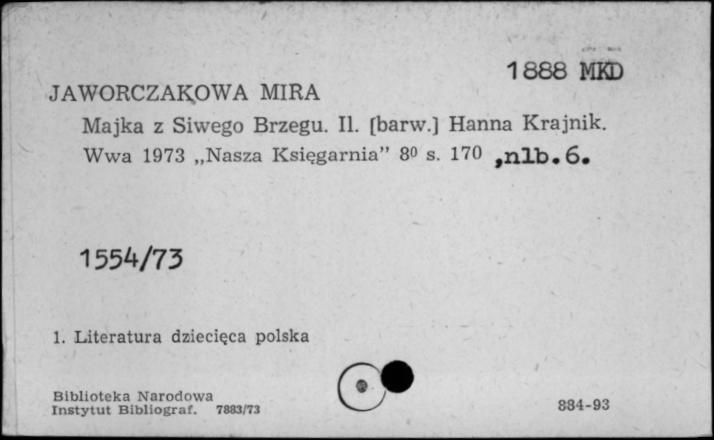 1888 MKD
JAWORCZAKOWA MIRA
Majka z Siwego Brzegu. Il. [barw.] Hanna Krajnik.
Wwa 1973 „Nasza Księgarnia” 8⁰ s. 170 ,nlb.6.
1554/73
1. Literatura dziecięca polska
Biblioteka Narodowa
Instytut Bibliograf. 7883/73
884-93